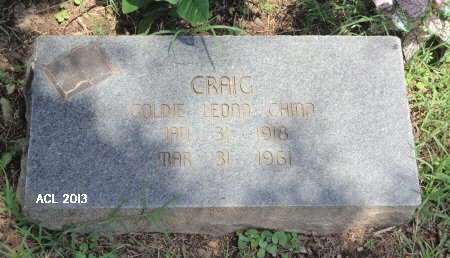 CRAIG
GOLDIE LEONA CHINN
JAN 31, 1918
MAR 31, 1961
ACL 2013